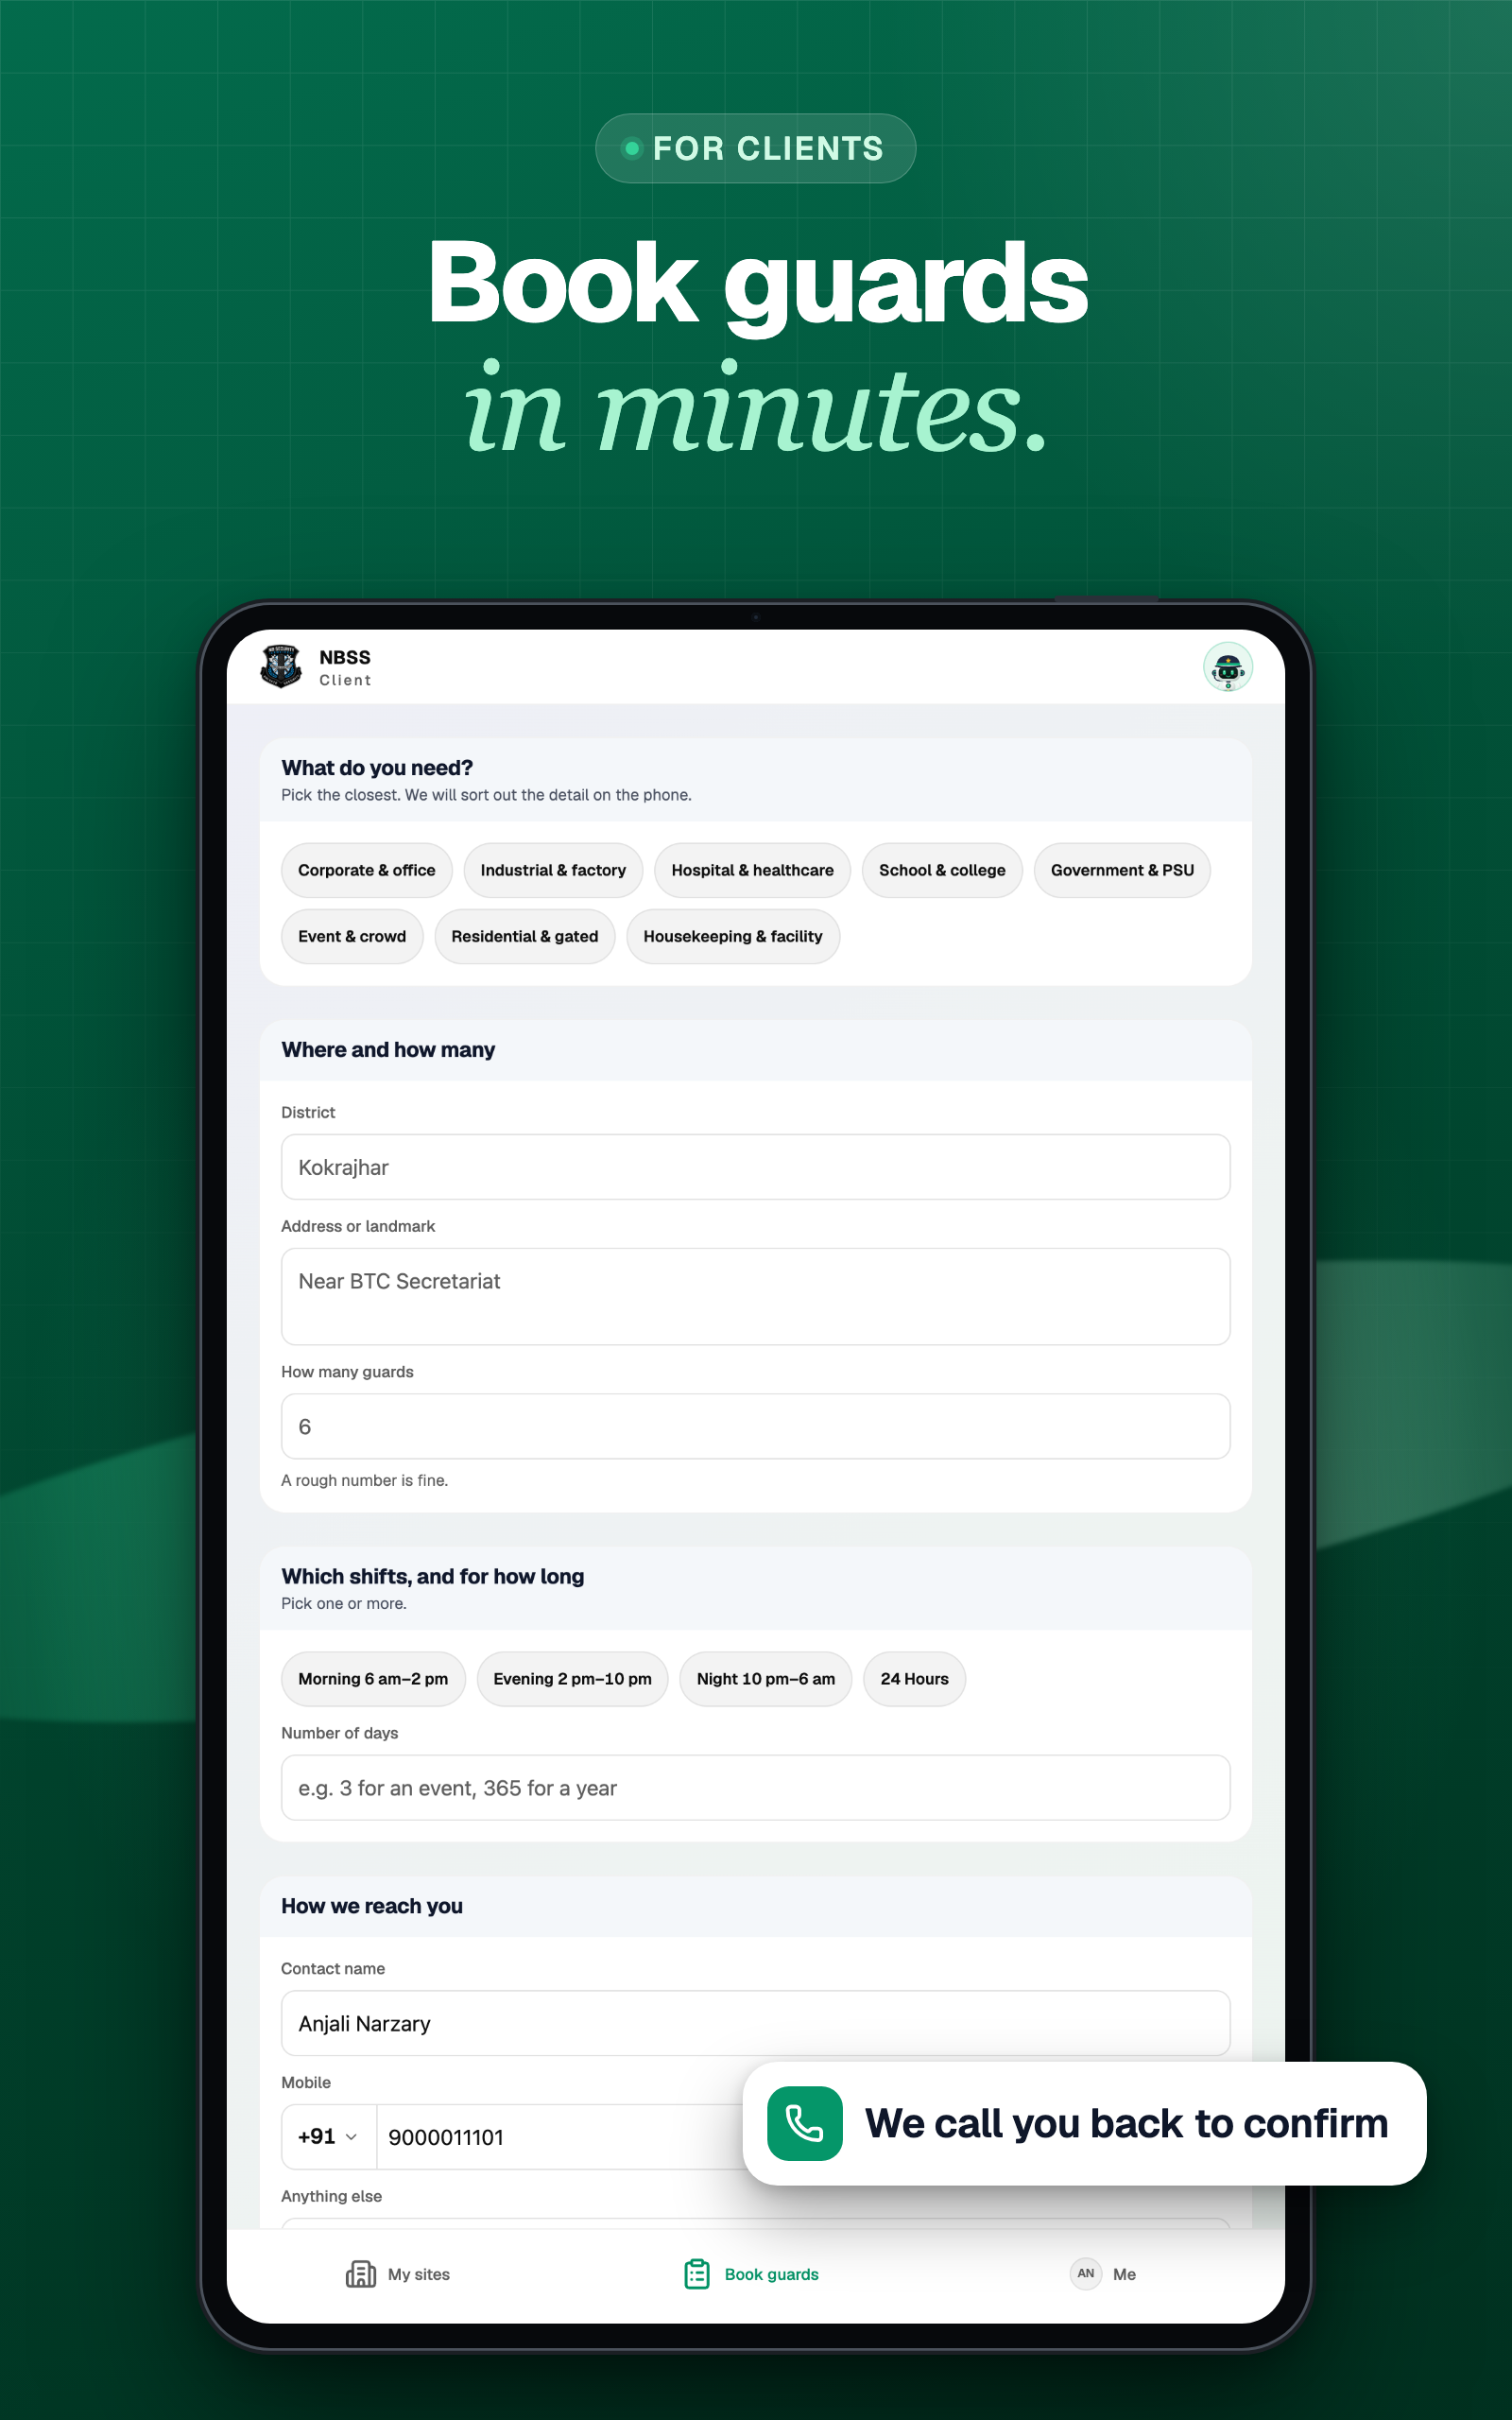 FOR CLIENTS
Book guards
in minutes.
NBSS
Client
What do you need?
Pick the closest. We will sort out the detail on the phone.
Corporate & office
Industrial & factory
Hospital & healthcare
School & college
Government & PSU
Event & crowd
Residential & gated
Housekeeping & facility
Where and how many
District
Kokrajhar
Address or landmark
Near BTC Secretariat
How many guards
6
A rough number is fine.
Which shifts, and for how long
Pick one or more.
Morning 6 am–2 pm
Evening 2 pm–10 pm
Night 10 pm–6 am
24 Hours
Number of days
e.g. 3 for an event, 365 for a year
How we reach you
Contact name
Anjali Narzary
Mobile
+91
9000011101
We call you back to confirm
Anything else
My sites
Book guards
AN
Me